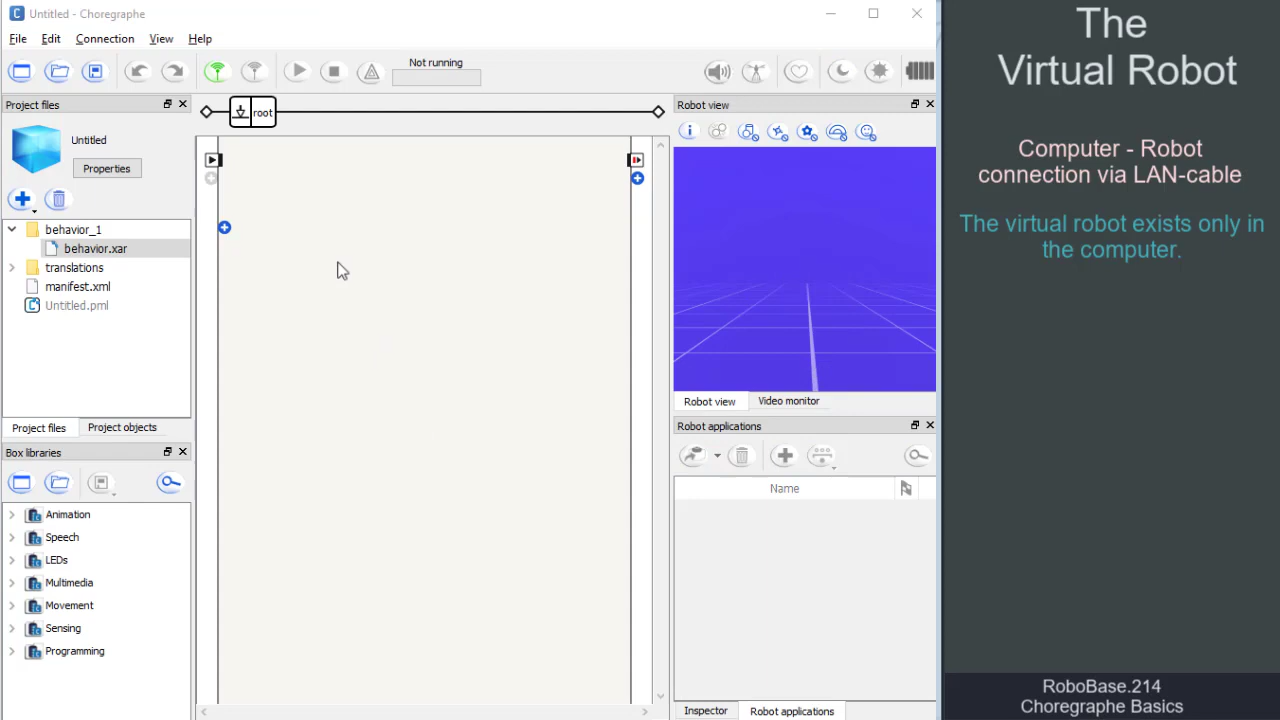 Untitled - Choregraphe
File Edit Connection View Help
Not running
Project files
Untitled
Properties
behavior_1
behavior.xar
translations
manifest.xml
Untitled.pml
Project files Project objects
Box libraries
Animation
Speech
LEDs
Multimedia
Movement
Sensing
Programming
root
Robot view
Robot view Video monitor
Robot applications
Name
Inspector Robot applications
The
Virtual Robot
Computer - Robot
connection via LAN-cable
The virtual robot exists only in
the computer.
RoboBase.214
Choregraphe Basics